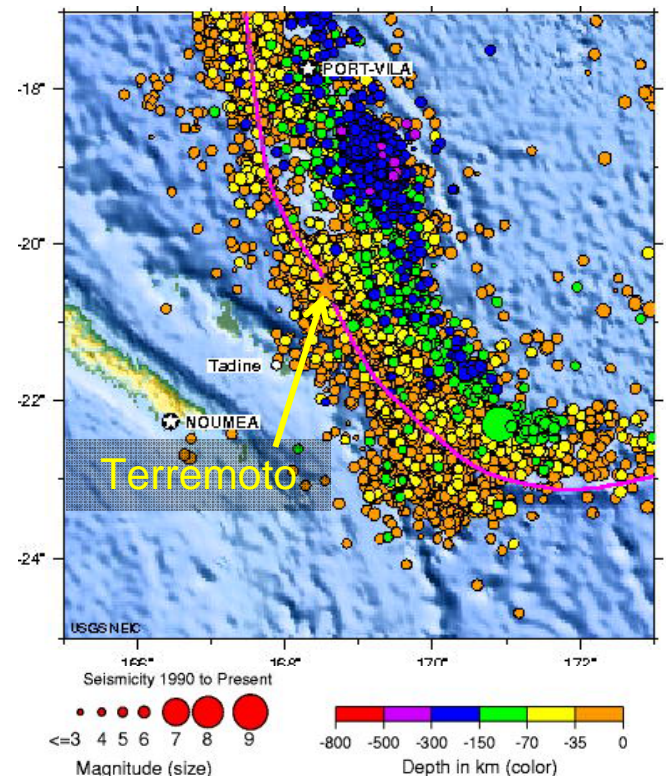 -18°
PORT-VILA
-20°
Tadine
-22°
NOUMEA
Terremoto
-24°
USGS NEIC
166° 168° 170° 172°
Seismicity 1990 to Present
<=3 4 5 6 7 8 9
Magnitude (size)
-800 -500 -300 -150 -70 -35 0
Depth in km (color)